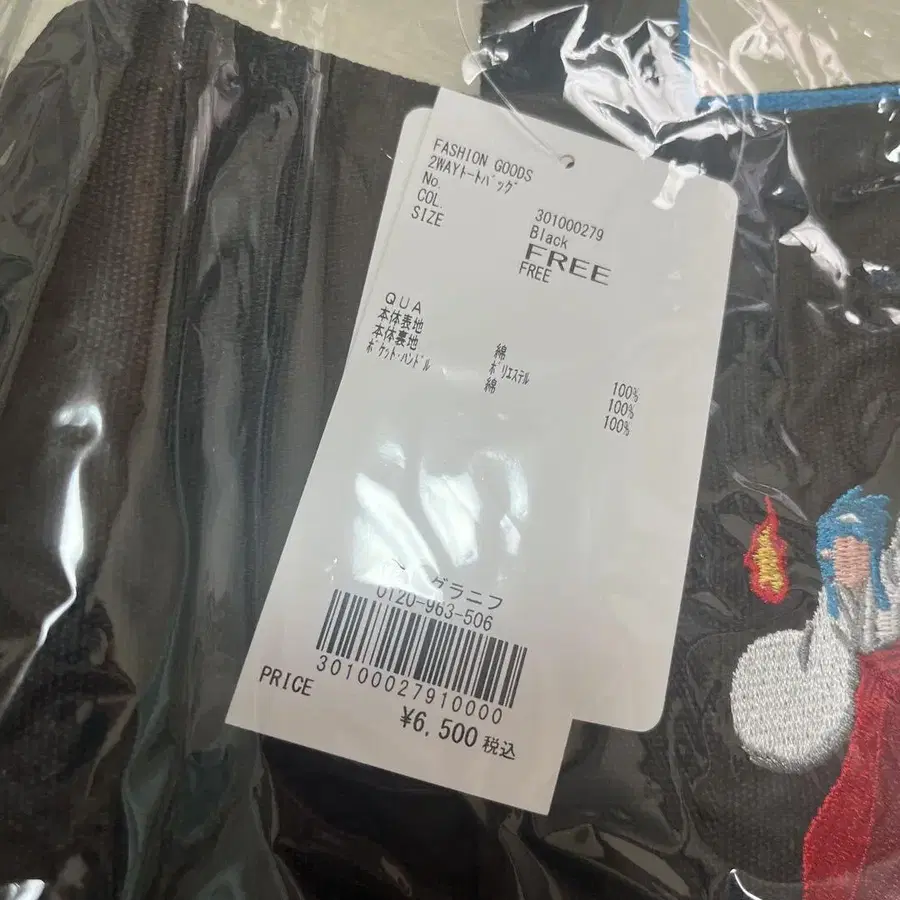 FASHION GOODS
2WAYトートバッグ
No. 301000279
COL. Black
SIZE FREE
FREE
QUA
本体表地 綿 100%
本体裏地 ポリエステル 100%
ポケット・ハンドル 綿 100%
グラニフ
0120-963-506
30100027910000
PRICE
¥6,500 税込